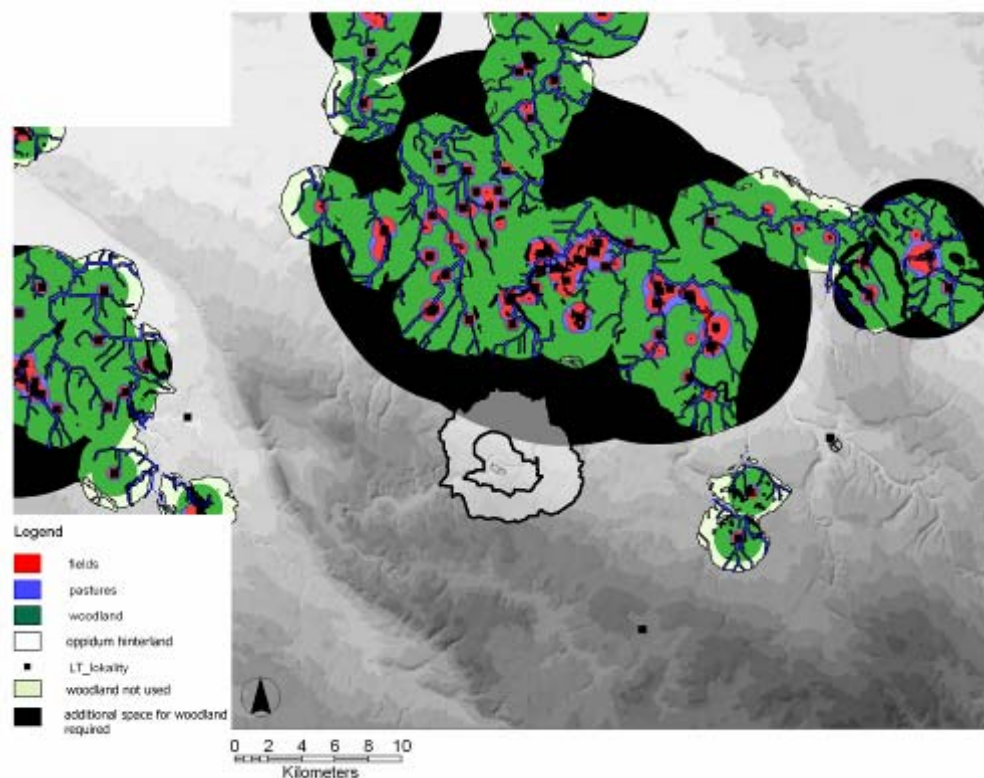 Legend
fields
pastures
woodland
oppidum hinterland
LT_lokality
woodland not used
additional space for woodland
required
0 2 4 6 8 10
Kilometers